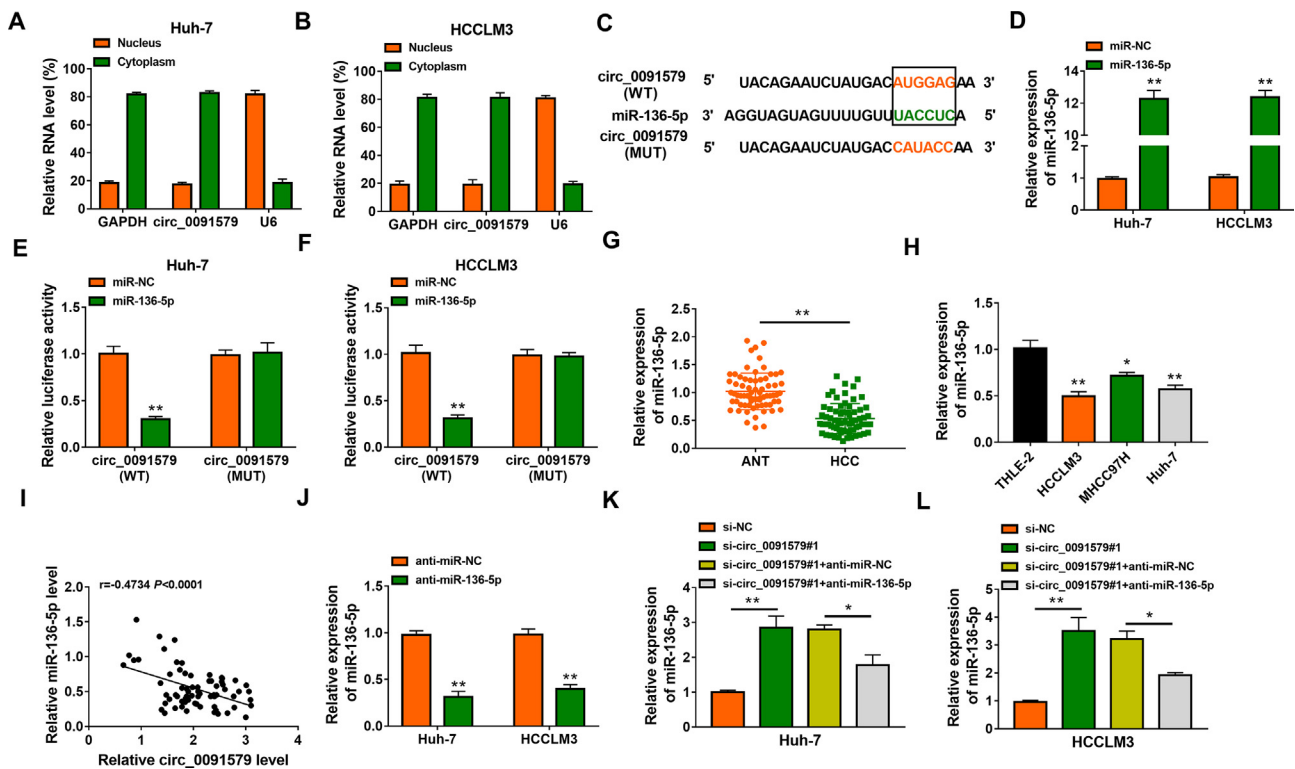 A
Huh-7
Nucleus
Cytoplasm
Relative RNA level (%)
100
80
60
40
20
0
GAPDH circ_0091579 U6
B
HCCLM3
Nucleus
Cytoplasm
Relative RNA level (%)
100
80
60
40
20
0
GAPDH circ_0091579 U6
C
circ_0091579 (WT) 5' UACAGAAUCUAUGACAUGGAGAA 3'
miR-136-5p 3' AGGUAGUAGUUUUGUUUACCUCA 5'
circ_0091579 (MUT) 5' UACAGAAUCUAUGACCAUACCAA 3'
D
miR-NC
miR-136-5p
Relative expression
of miR-136-5p
14
12
10
2
1
0
** **
Huh-7 HCCLM3
E
Huh-7
miR-NC
miR-136-5p
Relative luciferase activity
1.5
1.0
0.5
0.0
**
circ_0091579 circ_0091579
(WT) (MUT)
F
HCCLM3
miR-NC
miR-136-5p
Relative luciferase activity
1.5
1.0
0.5
0.0
**
circ_0091579 circ_0091579
(WT) (MUT)
G
Relative expression
of miR-136-5p
2.5
2.0
1.5
1.0
0.5
0.0
**
ANT HCC
H
Relative expression
of miR-136-5p
1.5
1.0
0.5
0.0
** * **
THLE-2 HCCLM3 MHCC97H Huh-7
I
r=-0.4734 P<0.0001
Relative miR-136-5p level
2.0
1.5
1.0
0.5
0.0
0 1 2 3 4
Relative circ_0091579 level
J
anti-miR-NC
anti-miR-136-5p
Relative expression
of miR-136-5p
1.5
1.0
0.5
0.0
** **
Huh-7 HCCLM3
K
si-NC
si-circ_0091579#1
si-circ_0091579#1+anti-miR-NC
si-circ_0091579#1+anti-miR-136-5p
Relative expression
of miR-136-5p
4
3
2
1
0
** *
Huh-7
L
si-NC
si-circ_0091579#1
si-circ_0091579#1+anti-miR-NC
si-circ_0091579#1+anti-miR-136-5p
Relative expression
of miR-136-5p
5
4
3
2
1
0
** *
HCCLM3